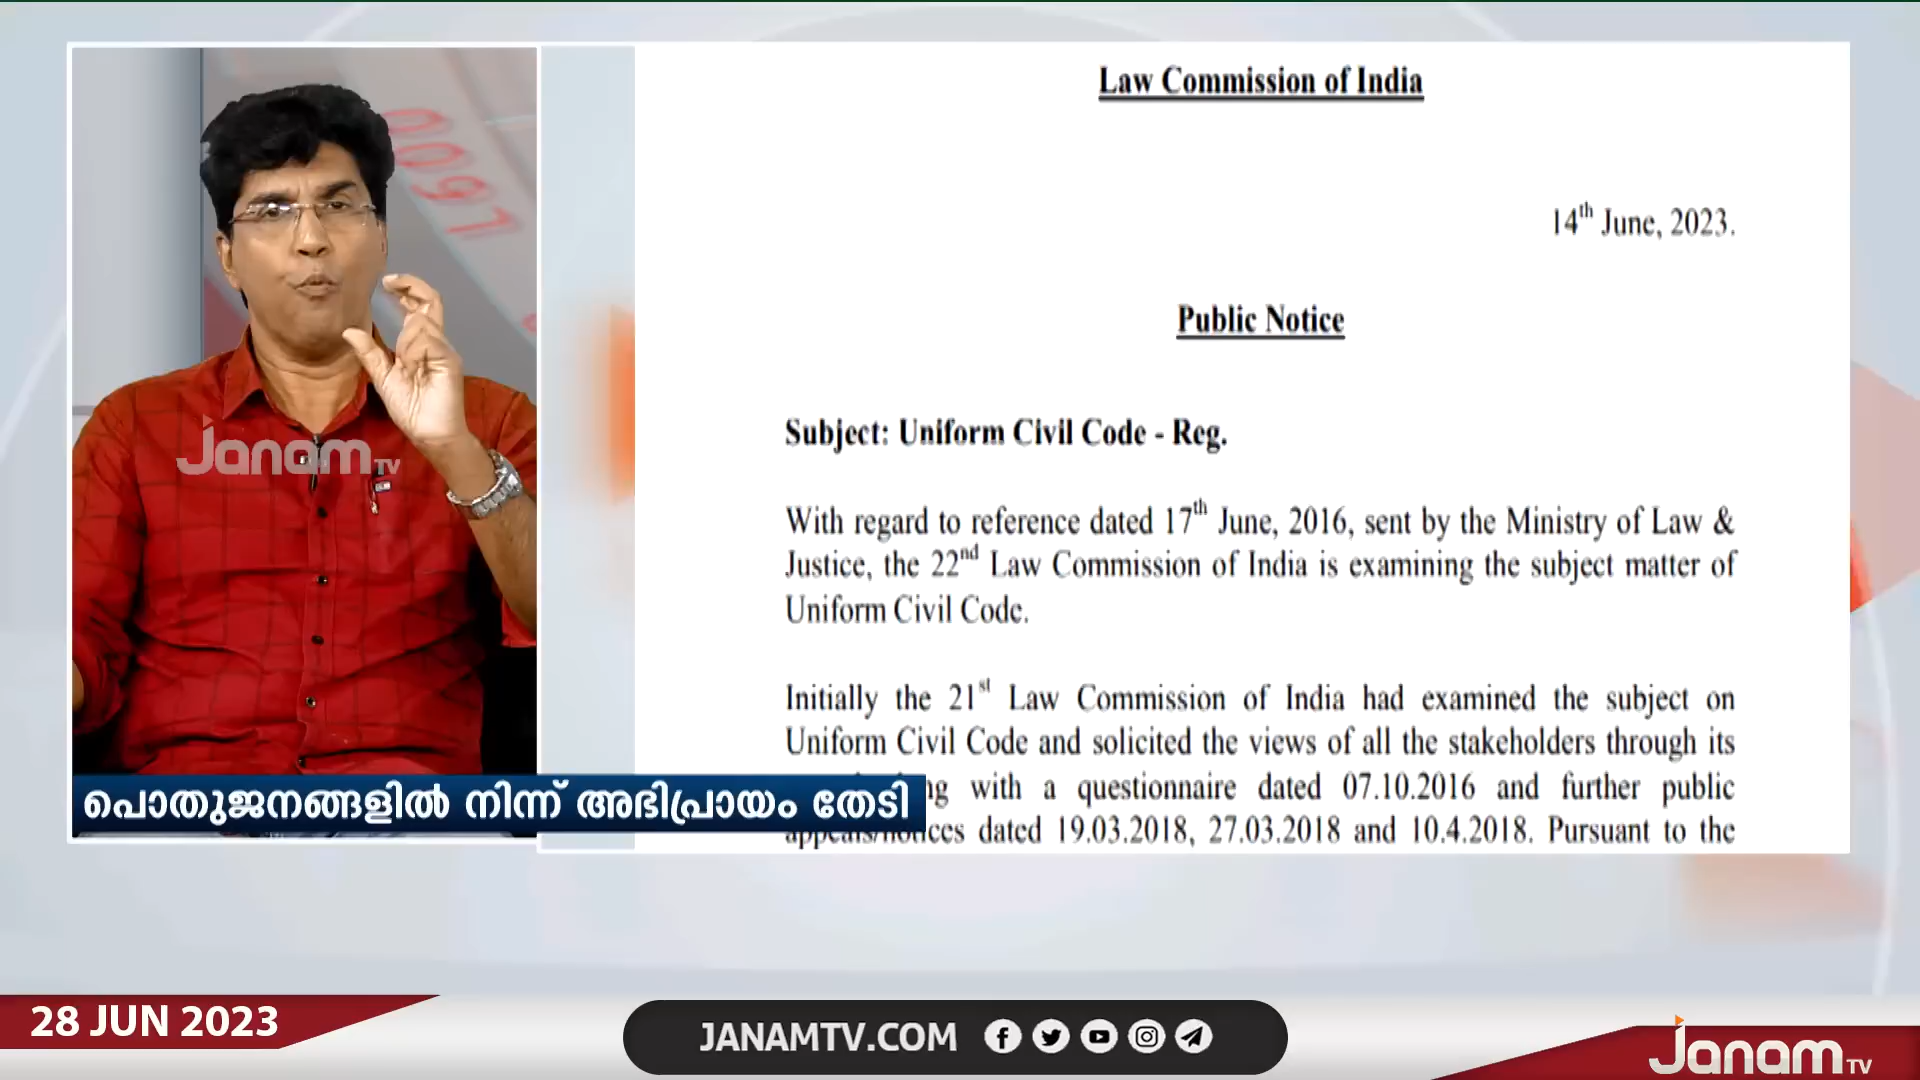 Law Commission of India
14th June, 2023.
Public Notice
Subject: Uniform Civil Code - Reg.
With regard to reference dated 17th June, 2016, sent by the Ministry of Law &
Justice, the 22nd Law Commission of India is examining the subject matter of
Uniform Civil Code.
Initially the 21st Law Commission of India had examined the subject on
Uniform Civil Code and solicited the views of all the stakeholders through its
with a questionnaire dated 07.10.2016 and further public
appeals/notices dated 19.03.2018, 27.03.2018 and 10.4.2018. Pursuant to the
Janam TV
പൊതുജനങ്ങളിൽ നിന്ന് അഭിപ്രായം തേടി
28 JUN 2023
JANAMTV.COM
Janam TV